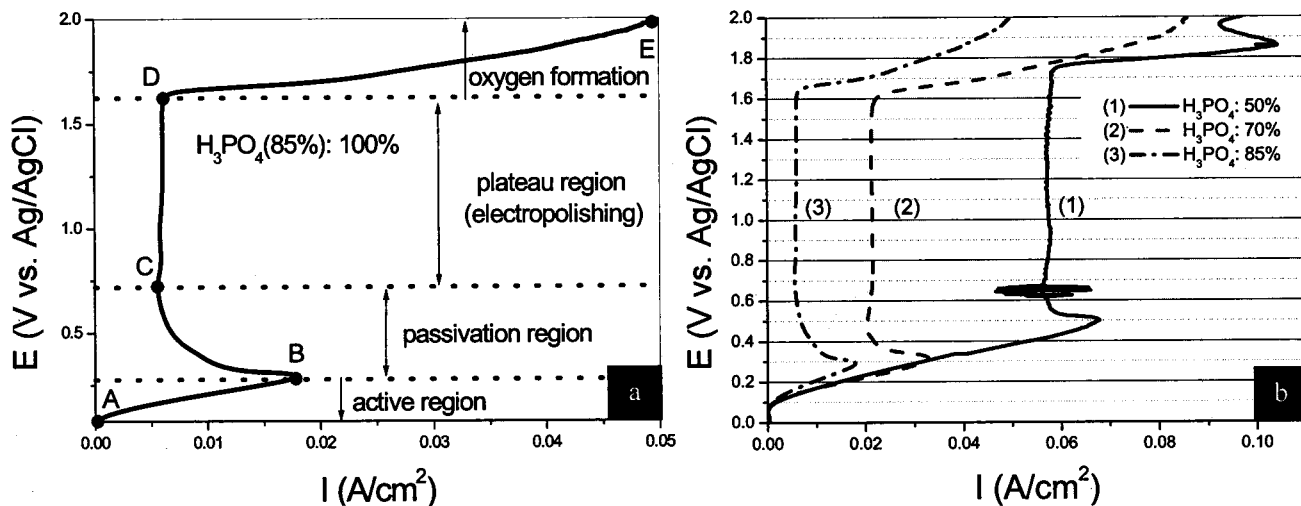 E (V vs. Ag/AgCl)
2.0
1.5
1.0
0.5
0.00 0.01 0.02 0.03 0.04 0.05
I (A/cm²)
E
D
oxygen formation
H₃PO₄(85%): 100%
plateau region
(electropolishing)
C
passivation region
B
A
active region
a
E (V vs. Ag/AgCl)
2.0
1.8
1.6
1.4
1.2
1.0
0.8
0.6
0.4
0.2
0.0
0.00 0.02 0.04 0.06 0.08 0.10
I (A/cm²)
(1) H₃PO₄: 50%
(2) H₃PO₄: 70%
(3) H₃PO₄: 85%
(3) (2) (1)
b